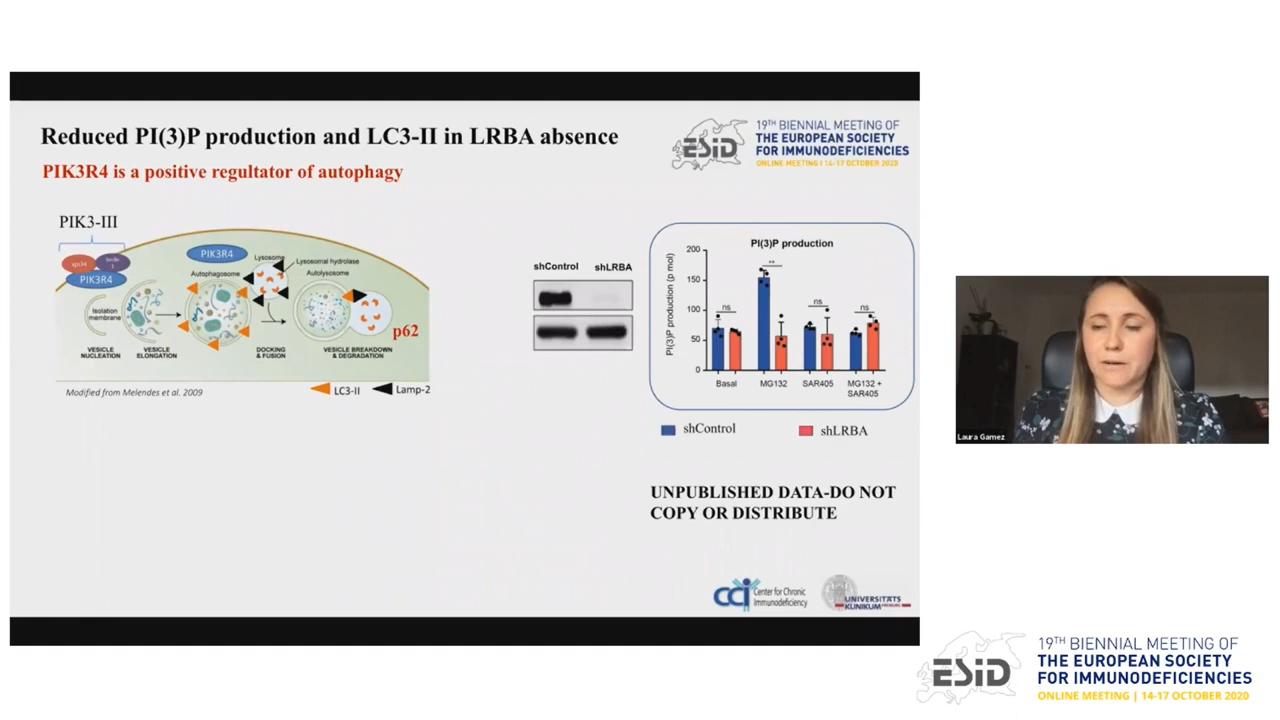 Reduced PI(3)P production and LC3-II in LRBA absence
PIK3R4 is a positive regultator of autophagy
ESiD
19TH BIENNIAL MEETING OF
THE EUROPEAN SOCIETY
FOR IMMUNODEFICIENCIES
ONLINE MEETING | 14-17 OCTOBER 2020
PIK3-III
vps34
PIK3R4
PIK3R4
Isolation
membrane
Autophagosome
Lysosome
Lysosomal hydrolase
Autolysosome
p62
VESICLE
NUCLEATION
VESICLE
ELONGATION
DOCKING
& FUSION
VESICLE BREAKDOWN
& DEGRADATION
Modified from Melendes et al. 2009
LC3-II
Lamp-2
shControl
shLRBA
PI(3)P production
PI(3)P production (p mol)
200
150
100
50
0
ns
**
ns
ns
Basal
MG132
SAR405
MG132 +
SAR405
shControl
shLRBA
UNPUBLISHED DATA-DO NOT
COPY OR DISTRIBUTE
CCI
Center for Chronic
Immunodeficiency
UNIVERSITÄTS
KLINIKUM FREIBURG
Laura Gamez
ESiD
19TH BIENNIAL MEETING OF
THE EUROPEAN SOCIETY
FOR IMMUNODEFICIENCIES
ONLINE MEETING | 14-17 OCTOBER 2020